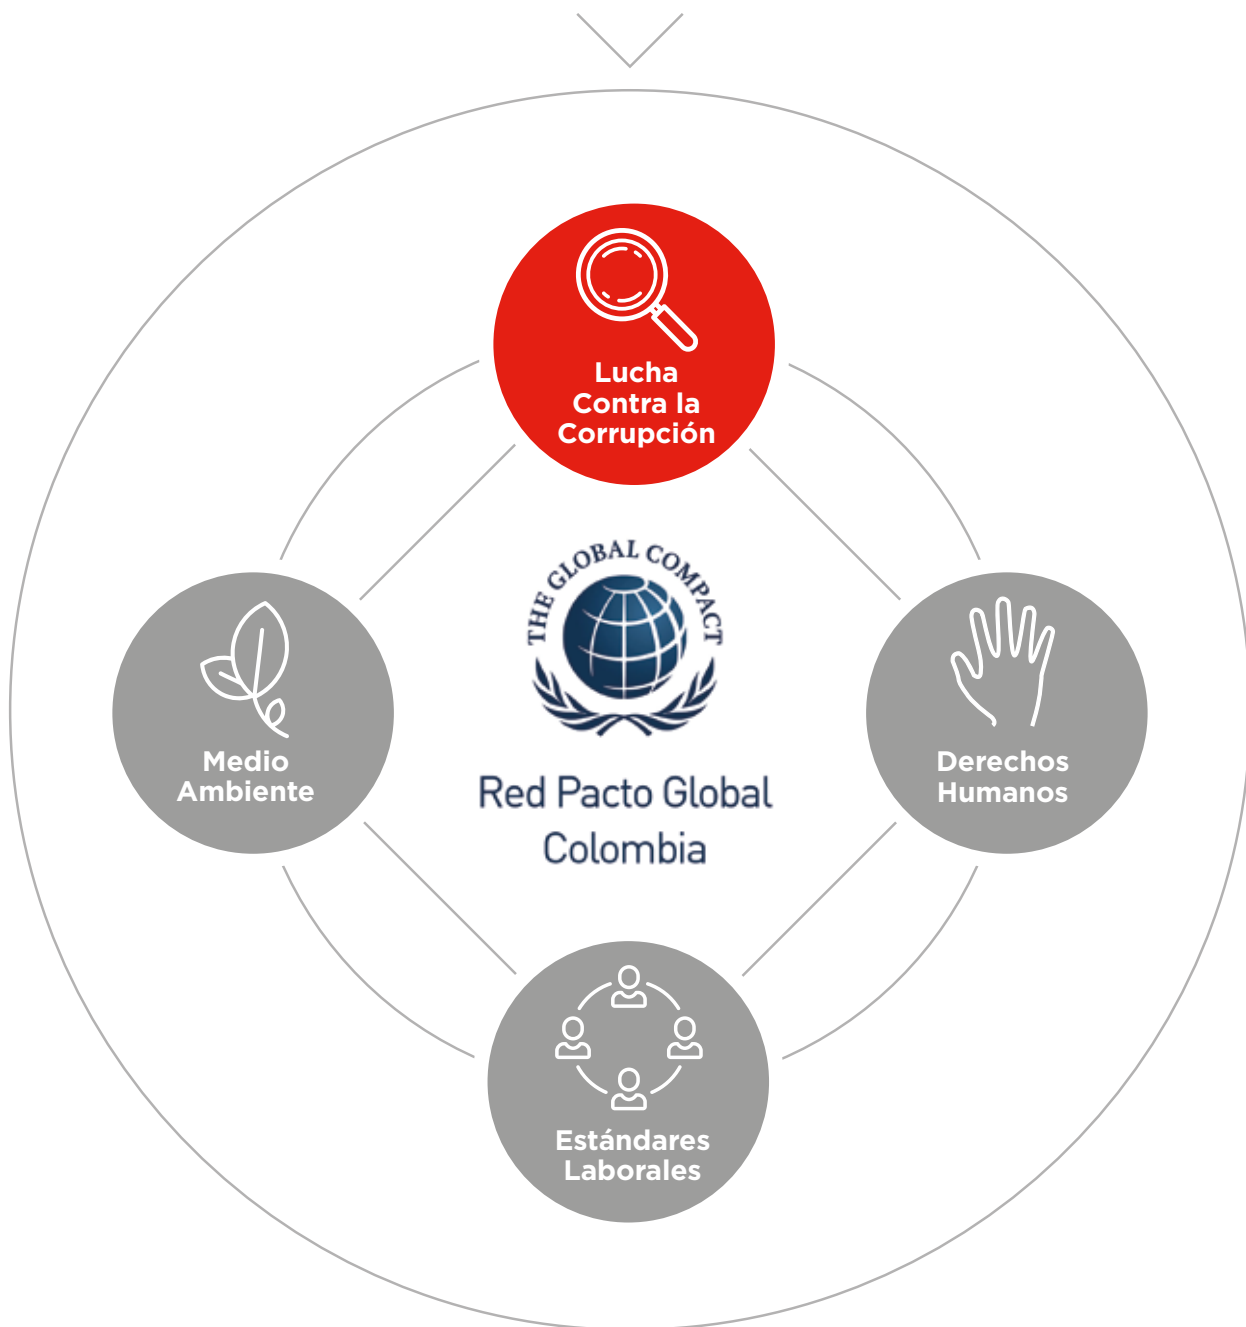 Lucha
Contra la
Corrupción
THE GLOBAL COMPACT
Medio
Ambiente
Derechos
Humanos
Red Pacto Global
Colombia
Estándares
Laborales